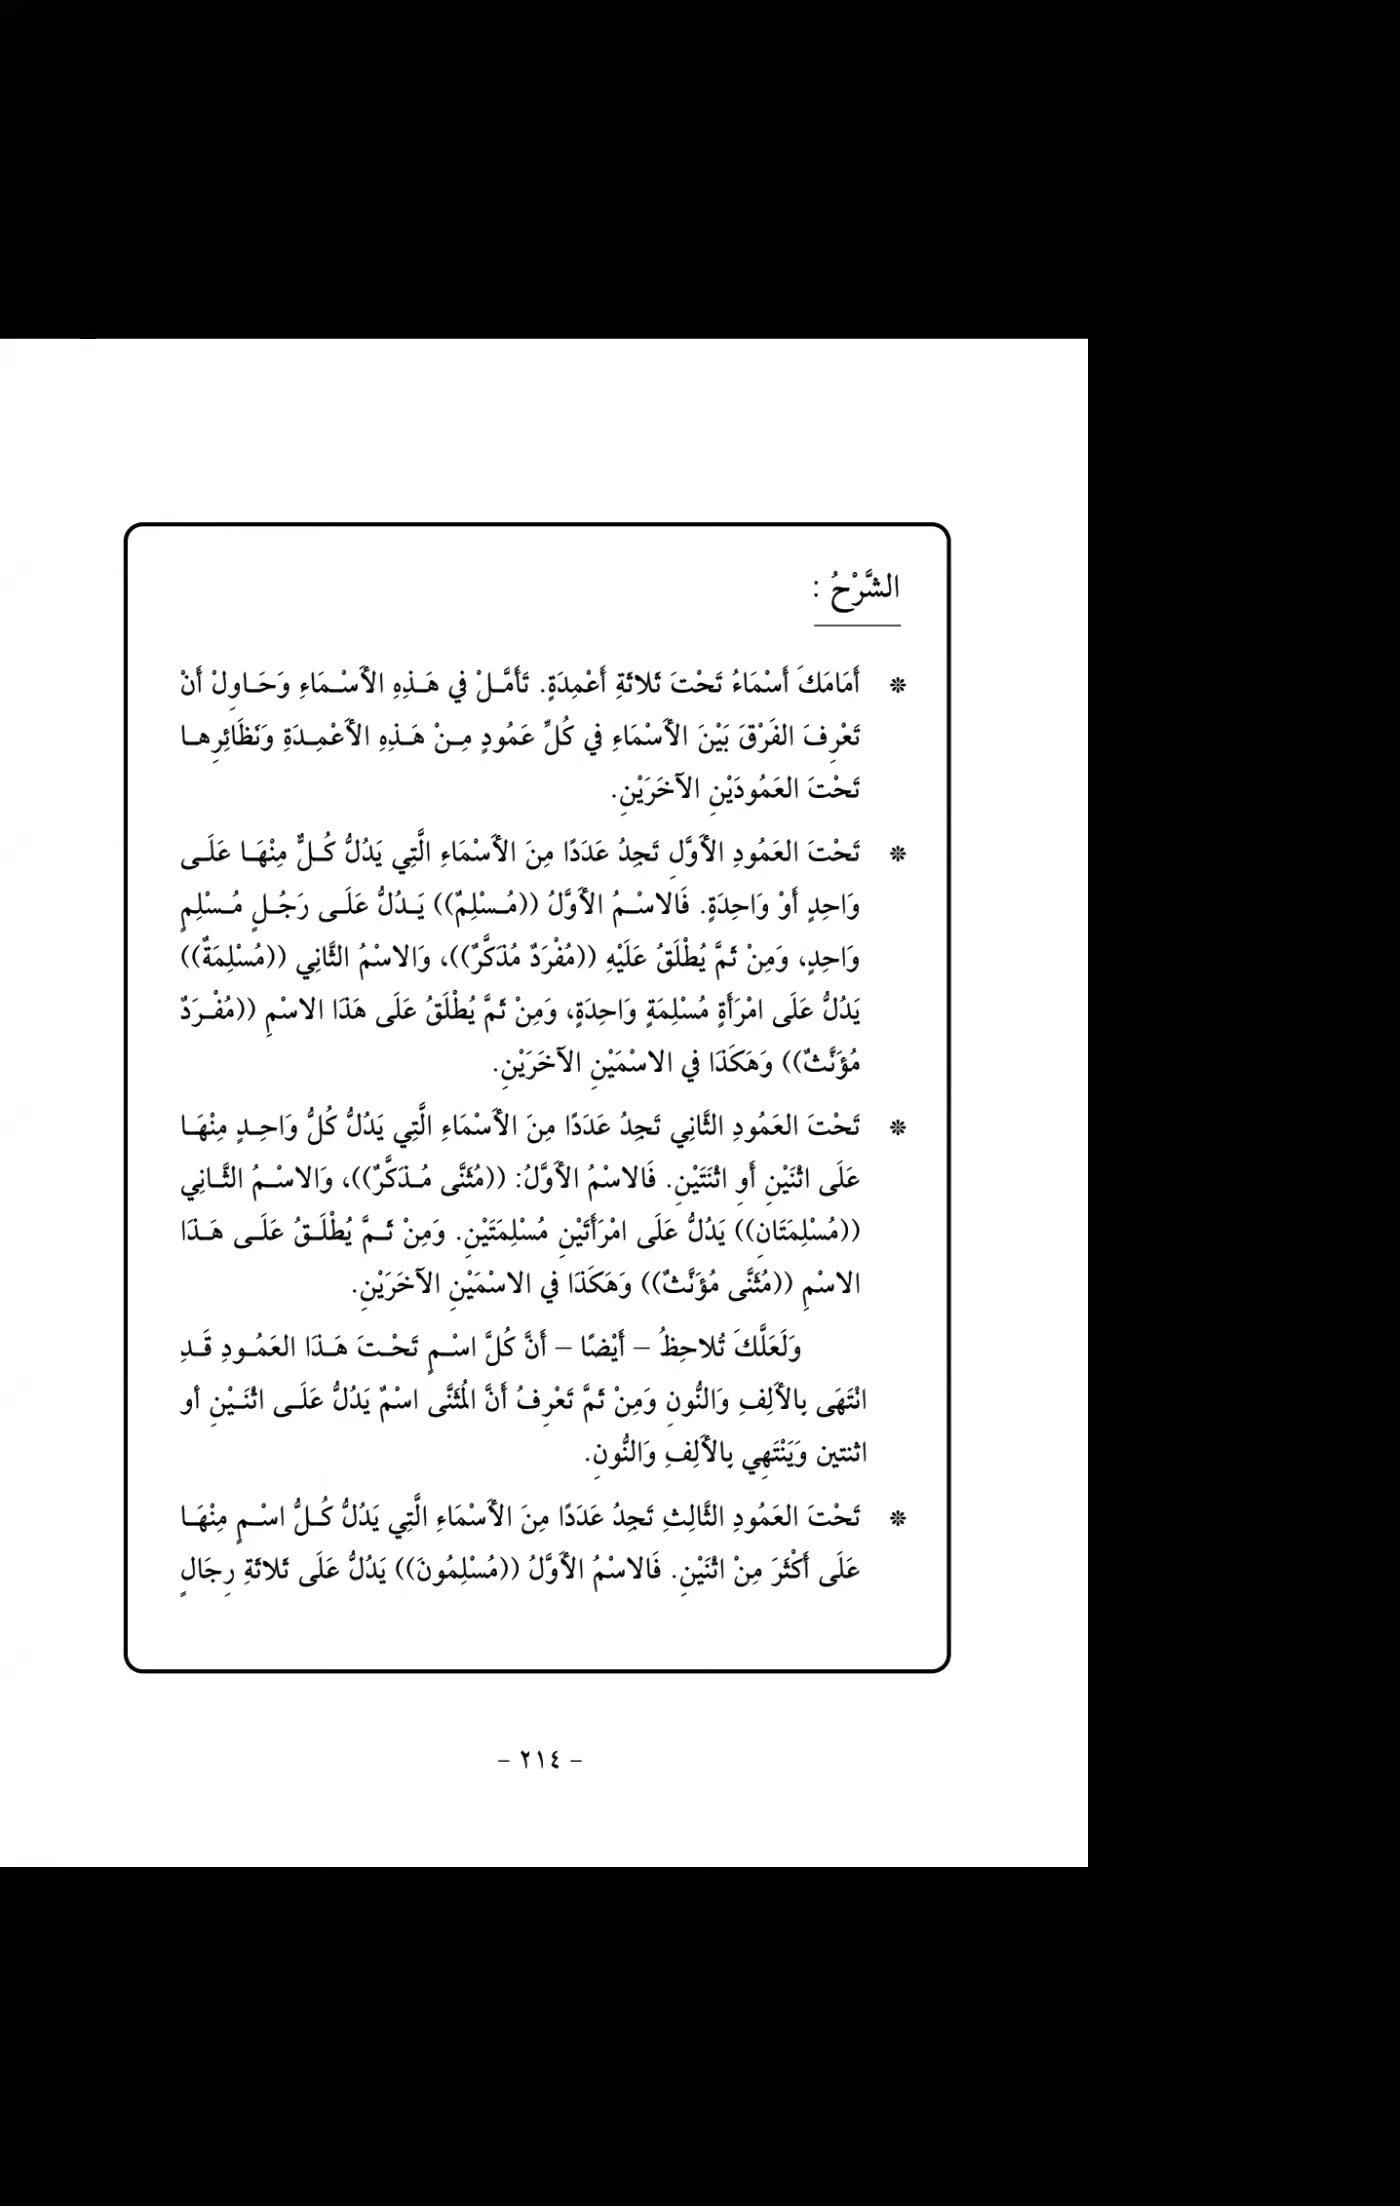 الشَّرْحُ :
* أَمَامَكَ أَسْمَاءُ تَحْتَ ثَلاثَةِ أَعْمِدَةٍ. تَأَمَّـلْ فِي هَـذِهِ الأَسْـمَاءِ وَحَـاوِلْ أَنْ
تَعْرِفَ الفَرْقَ بَيْنَ الأَسْمَاءِ فِي كُلِّ عَمُودٍ مِـنْ هَـذِهِ الأَعْمِـدَةِ وَنَظَائِرِهـا
تَحْتَ العَمُودَيْنِ الآخَرَيْنِ.
* تَحْتَ العَمُودِ الأَوَّلِ تَجِدُ عَدَدًا مِنَ الأَسْمَاءِ الَّتِي يَدُلُّ كُـلٌّ مِنْهَـا عَلَـى
وَاحِدٍ أَوْ وَاحِدَةٍ. فَالاسْـمُ الأَوَّلُ ((مُـسْلِمٌ)) يَـدُلُّ عَلَـى رَجُـلٍ مُـسْلِمٍ
وَاحِدٍ، وَمِنْ ثَمَّ يُطْلَقُ عَلَيْهِ ((مُفْرَدٌ مُذَكَّرٌ))، وَالاسْمُ الثَّانِي ((مُسْلِمَةٌ))
يَدُلُّ عَلَى امْرَأَةٍ مُسْلِمَةٍ وَاحِدَةٍ، وَمِنْ ثَمَّ يُطْلَقُ عَلَى هَذَا الاسْمِ ((مُفْـرَدٌ
مُؤَنَّثٌ)) وَهَكَذَا فِي الاسْمَيْنِ الآخَرَيْنِ.
* تَحْتَ العَمُودِ الثَّانِي تَجِدُ عَدَدًا مِنَ الأَسْمَاءِ الَّتِي يَدُلُّ كُلُّ وَاحِـدٍ مِنْهَـا
عَلَى اثْنَيْنِ أَوِ اثْنَتَيْنِ. فَالاسْمُ الأَوَّلُ: ((مُثَنَّى مُـذَكَّرٌ))، وَالاسْـمُ الثَّـانِي
((مُسْلِمَتَانِ)) يَدُلُّ عَلَى امْرَأَتَيْنِ مُسْلِمَتَيْنِ. وَمِنْ ثَـمَّ يُطْلَـقُ عَلَـى هَـذَا
الاسْمِ ((مُثَنَّى مُؤَنَّثٌ)) وَهَكَذَا فِي الاسْمَيْنِ الآخَرَيْنِ.
وَلَعَلَّكَ تُلاحِظُ – أَيْضًا – أَنَّ كُلَّ اسْـمٍ تَحْـتَ هَـذَا العَمُـودِ قَـدِ
انْتَهَى بِالأَلِفِ وَالنُّونِ وَمِنْ ثَمَّ تَعْرِفُ أَنَّ الْمُثَنَّى اسْمٌ يَدُلُّ عَلَـى اثْنَـيْنِ أو
اثنتين وَيَنْتَهِي بِالأَلِفِ وَالنُّونِ.
* تَحْتَ العَمُودِ الثَّالِثِ تَجِدُ عَدَدًا مِنَ الأَسْمَاءِ الَّتِي يَدُلُّ كُـلُّ اسْـمٍ مِنْهَـا
عَلَى أَكْثَرَ مِنْ اثْنَيْنِ. فَالاسْمُ الأَوَّلُ ((مُسْلِمُونَ)) يَدُلُّ عَلَى ثَلاثَةِ رِجَالٍ
– ٢١٤ –